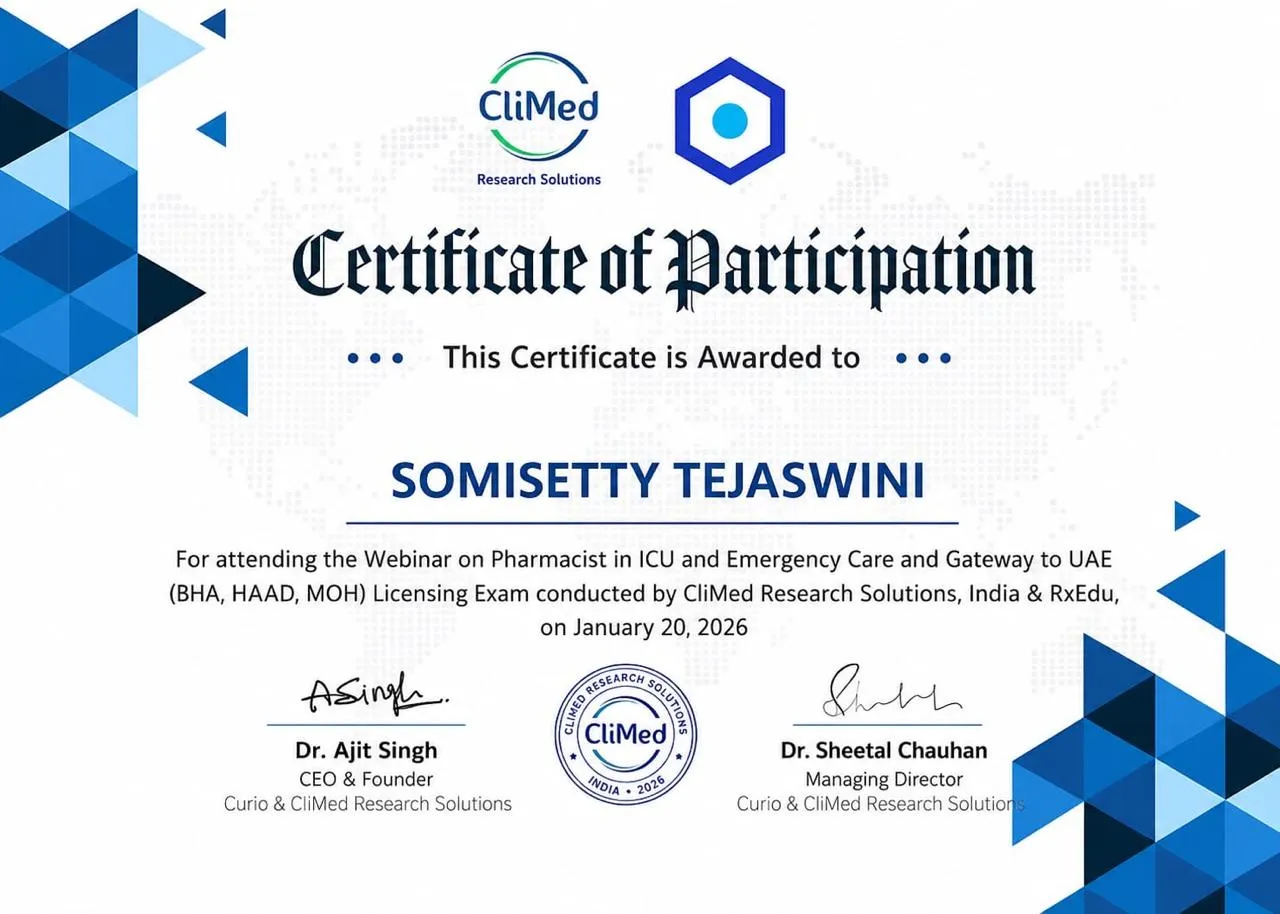 CliMed
Research Solutions
Certificate of Participation
This Certificate is Awarded to
SOMISETTY TEJASWINI
For attending the Webinar on Pharmacist in ICU and Emergency Care and Gateway to UAE
(BHA, HAAD, MOH) Licensing Exam conducted by CliMed Research Solutions, India & RxEdu,
on January 20, 2026
ASingh
Dr. Ajit Singh
CEO & Founder
Curio & CliMed Research Solutions
CLIMED RESEARCH SOLUTIONS
CliMed
INDIA • 2026
Dr. Sheetal Chauhan
Managing Director
Curio & CliMed Research Solutions